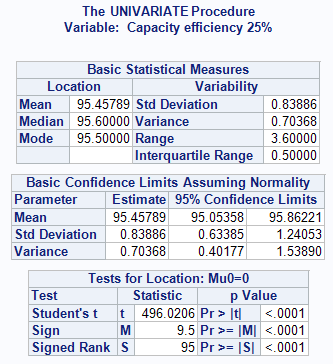 The UNIVARIATE Procedure
Variable: Capacity efficiency 25%
Basic Statistical Measures
Location Variability
Mean 95.45789 Std Deviation 0.83886
Median 95.60000 Variance 0.70368
Mode 95.50000 Range 3.60000
Interquartile Range 0.50000
Basic Confidence Limits Assuming Normality
Parameter Estimate 95% Confidence Limits
Mean 95.45789 95.05358 95.86221
Std Deviation 0.83886 0.63385 1.24053
Variance 0.70368 0.40177 1.53890
Tests for Location: Mu0=0
Test Statistic p Value
Student's t t 496.0206 Pr > |t| <.0001
Sign M 9.5 Pr >= |M| <.0001
Signed Rank S 95 Pr >= |S| <.0001